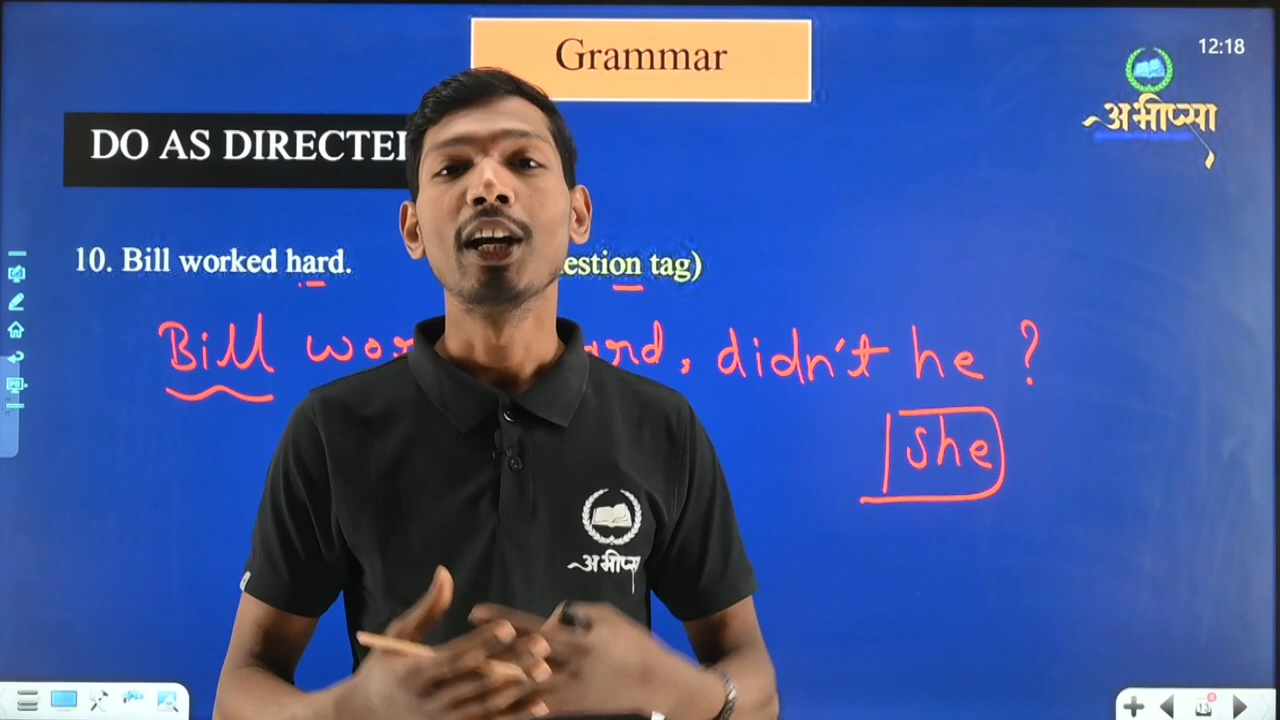 Grammar
12:18
अभीप्सा
DO AS DIRECTE
10. Bill worked hard. estion tag)
Bill wor ard, didn't he ?
she
अभीप्सा
13